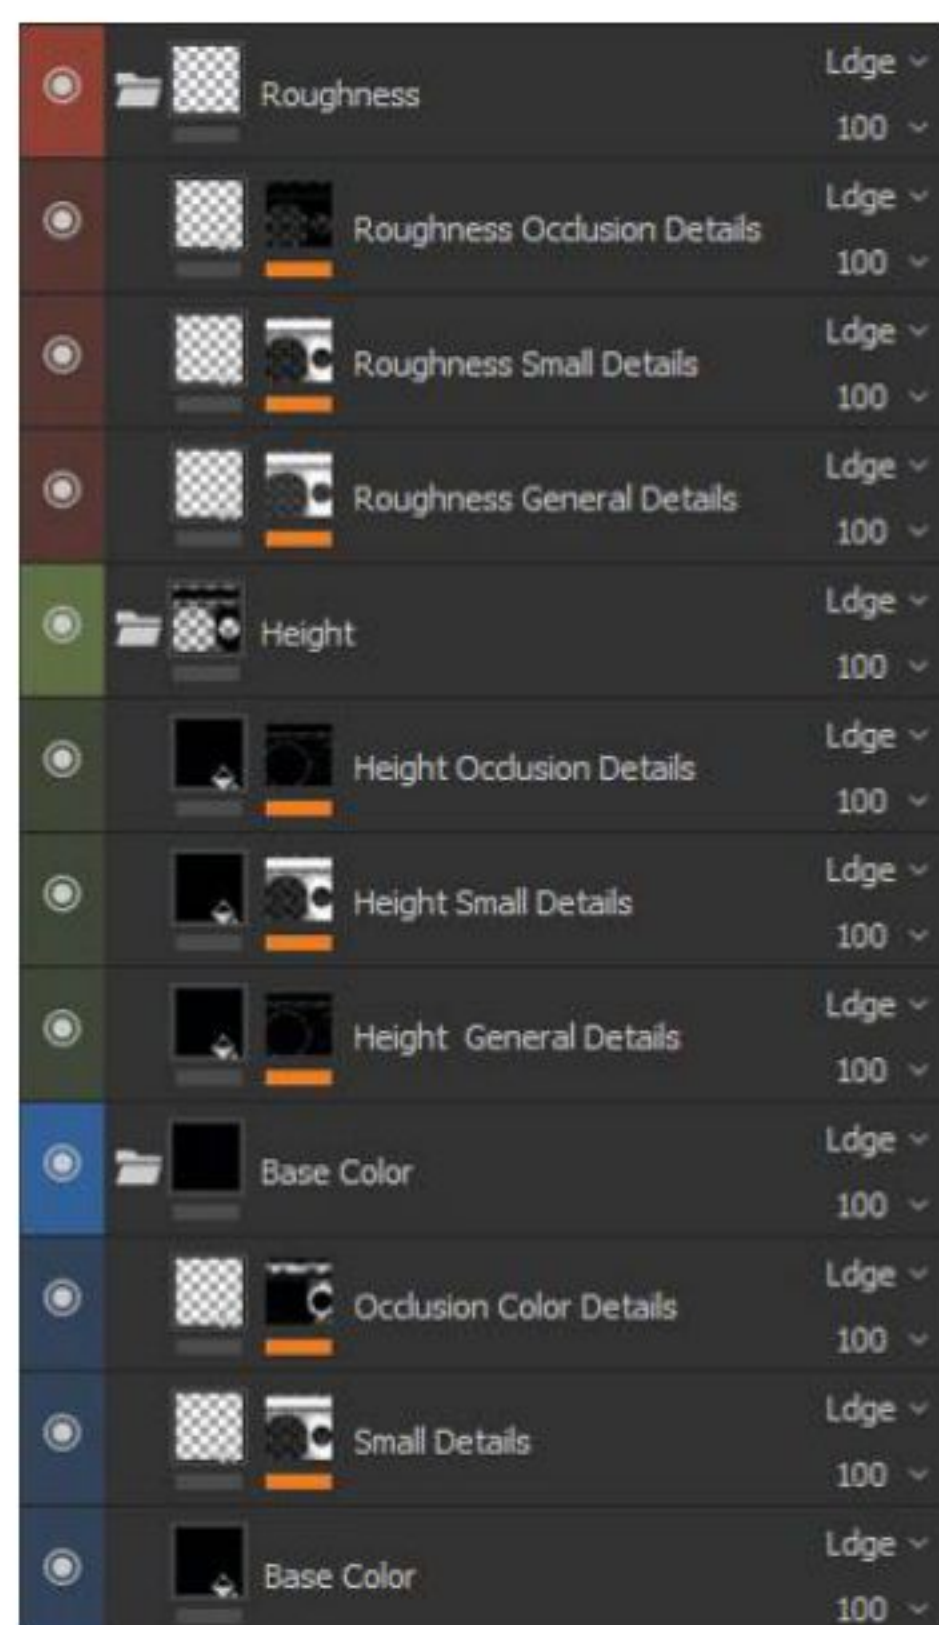 Roughness
Ldge
100
Roughness Occlusion Details
Ldge
100
Roughness Small Details
Ldge
100
Roughness General Details
Ldge
100
Height
Ldge
100
Height Occlusion Details
Ldge
100
Height Small Details
Ldge
100
Height General Details
Ldge
100
Base Color
Ldge
100
Occlusion Color Details
Ldge
100
Small Details
Ldge
100
Base Color
Ldge
100